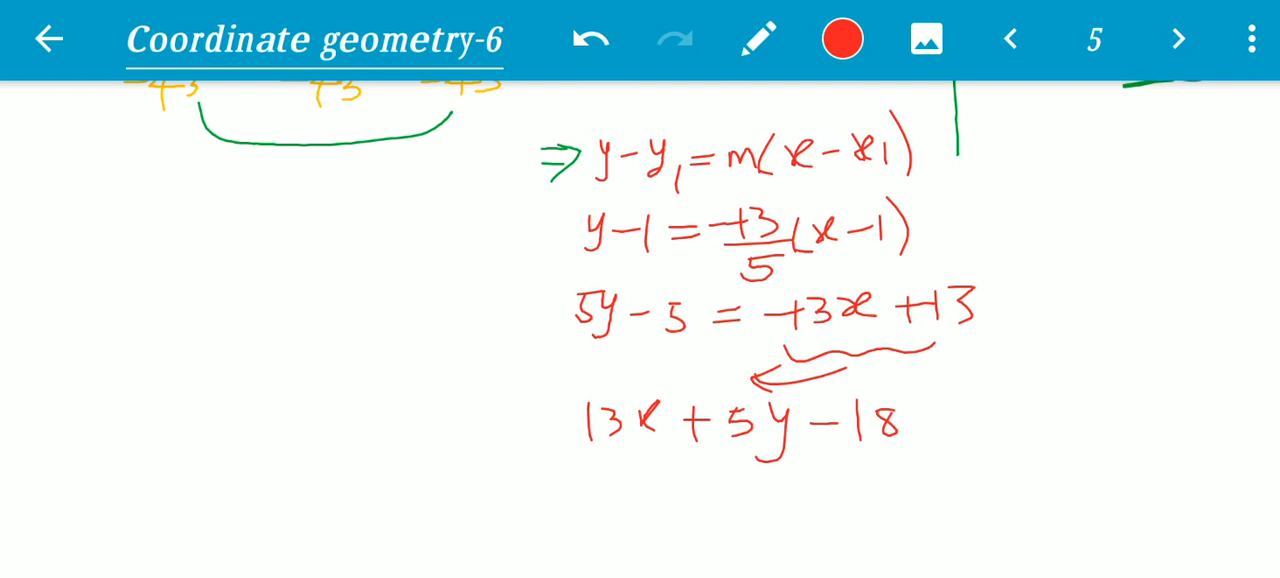 Coordinate geometry-6
5
⇒ y-y₁ = m(x-x₁)
y-1 = -13/5 (x-1)
5y-5 = -13x +13
13x + 5y - 18